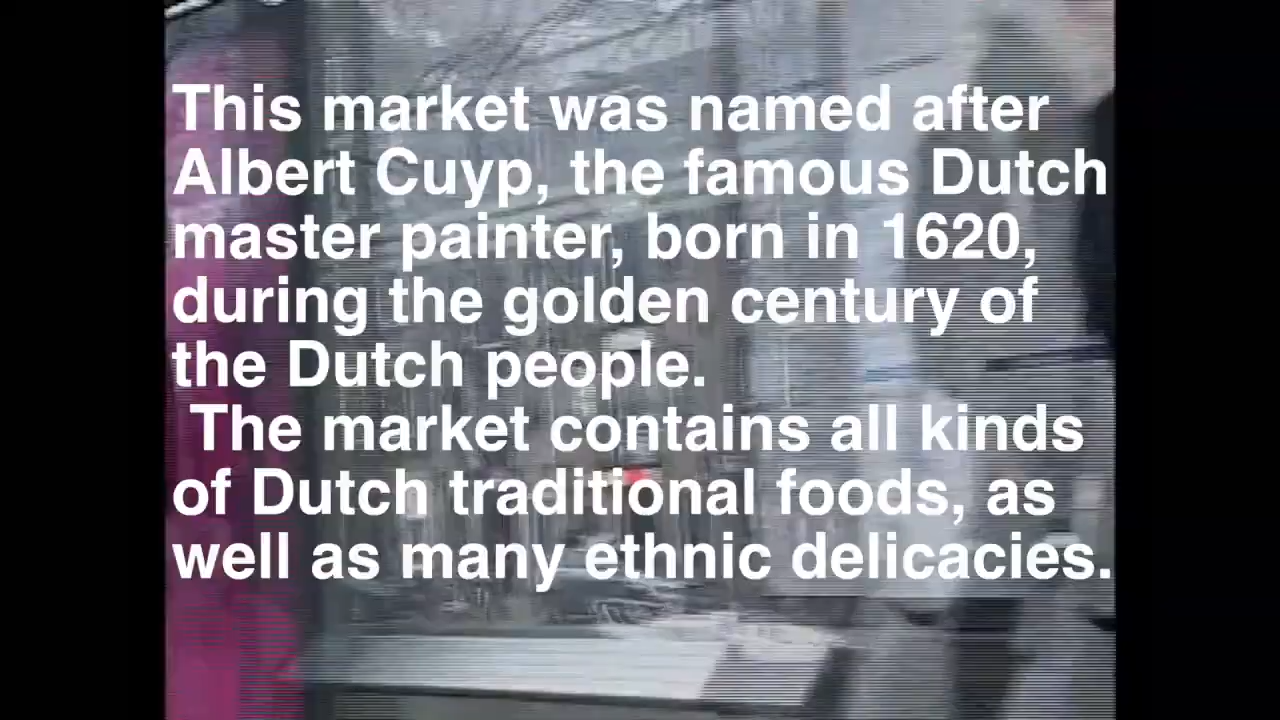 This market was named after
Albert Cuyp, the famous Dutch
master painter, born in 1620,
during the golden century of
the Dutch people.
The market contains all kinds
of Dutch traditional foods, as
well as many ethnic delicacies.